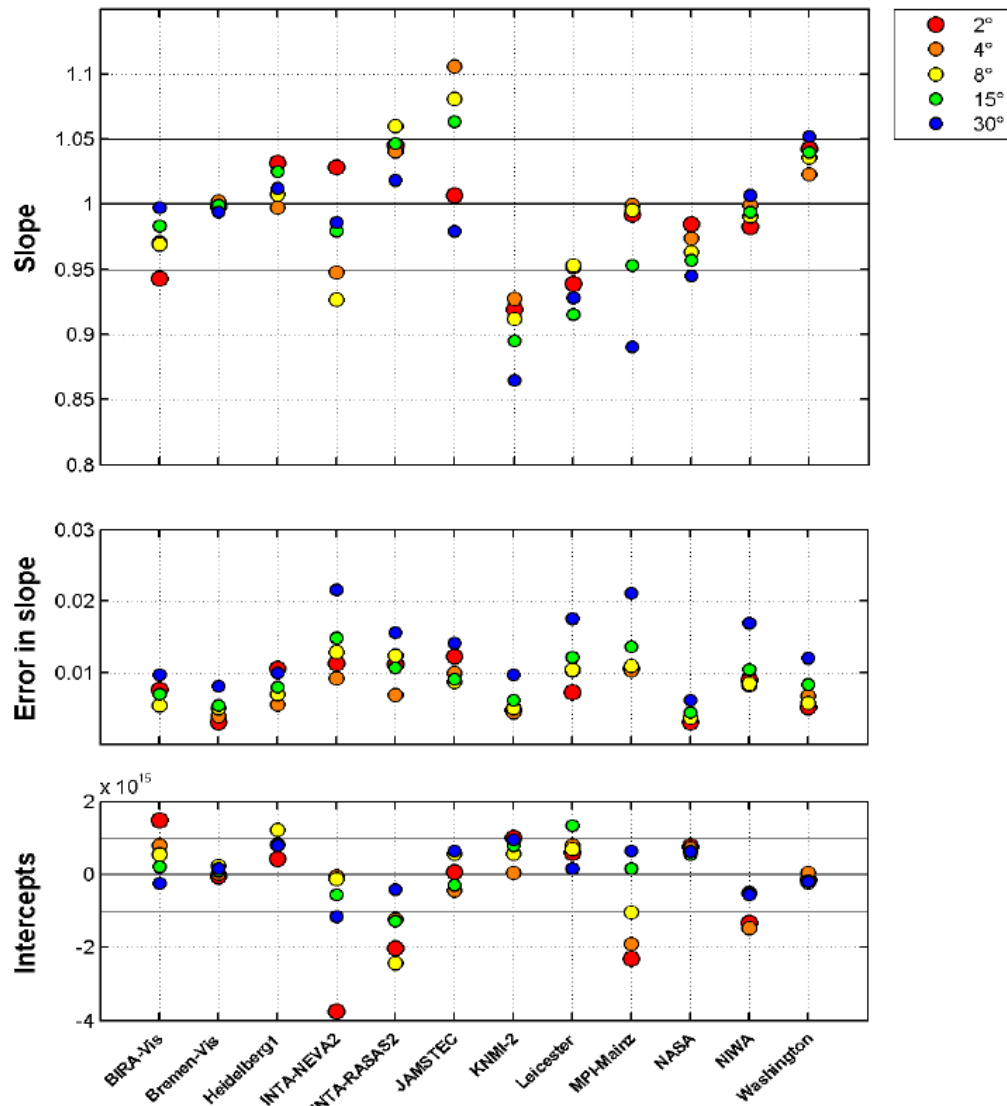 2°
4°
8°
15°
30°
1.1
1.05
1
0.95
0.9
0.85
0.8
Slope
0.03
0.02
0.01
Error in slope
x 10^15
2
0
-2
-4
Intercepts
BIRA-Vis
Bremen-Vis
Heidelberg1
INTA-NEVA2
INTA-RASAS2
JAMSTEC
KNMI-2
Leicester
MPI-Mainz
NASA
NIWA
Washington